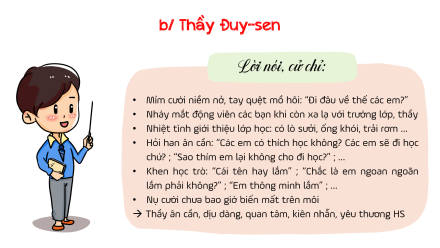 b/ Thầy Đuy-sen
Lời nói, cử chỉ:
• Mỉm cười niềm nở, tay quệt mồ hôi: "Đi đâu về thế các em?"
• Nháy mắt động viên các bạn khi còn xa lạ với trường lớp, thầy
• Nhiệt tình giới thiệu lớp học: có lò sưởi, ống khói, trải rơm ...
• Hỏi han ân cần: "Các em có thích học không? Các em sẽ đi học
chứ? ; "Sao thím em lại không cho đi học?" ; ...
• Khen học trò: "Cái tên hay lắm" ; "Chắc là em ngoan ngoãn
lắm phải không?" ; "Em thông minh lắm" ; ...
• Nụ cười chưa bao giờ biến mất trên môi
→ Thầy ân cần, dịu dàng, quan tâm, kiên nhẫn, yêu thương HS